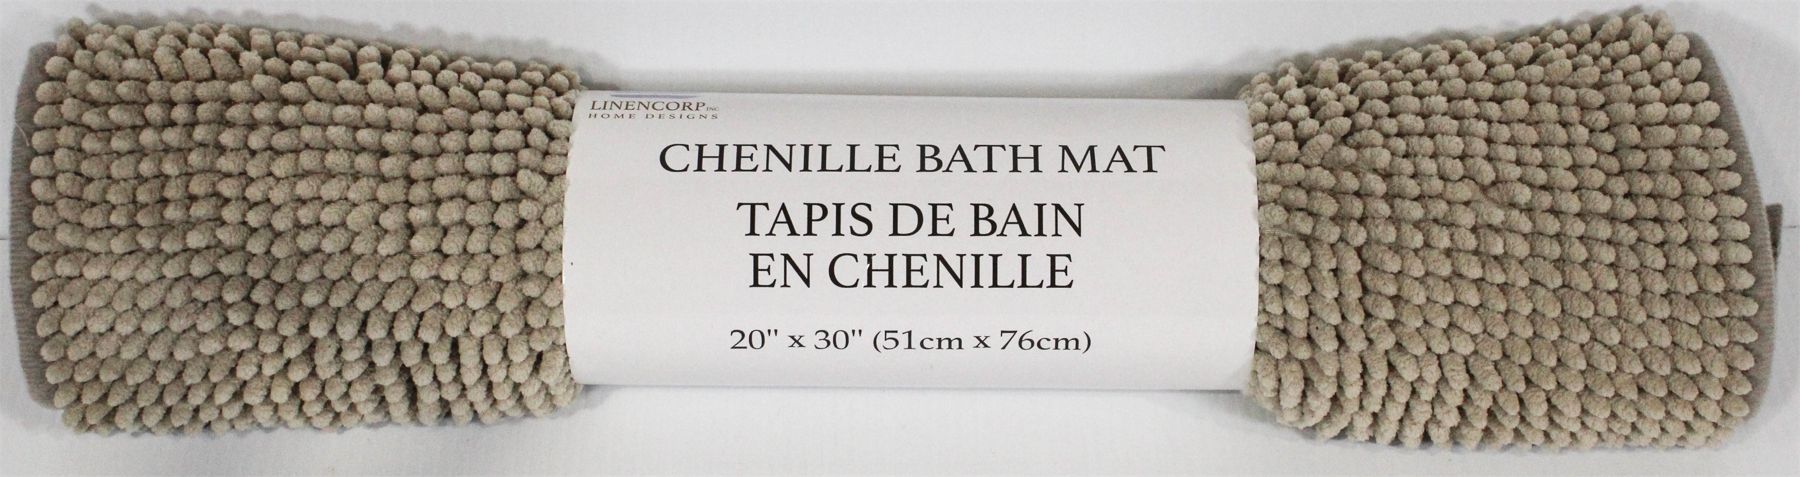 LINENCORP INC
HOME DESIGNS
CHENILLE BATH MAT
TAPIS DE BAIN
EN CHENILLE
20" x 30" (51cm x 76cm)